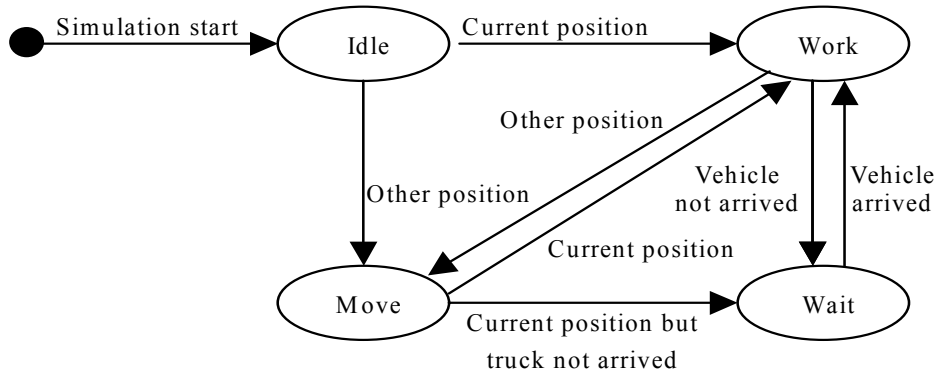 Simulation start
Idle
Current position
Work
Other position
Other position
Vehicle
not arrived
Vehicle
arrived
Current position
Move
Wait
Current position but
truck not arrived